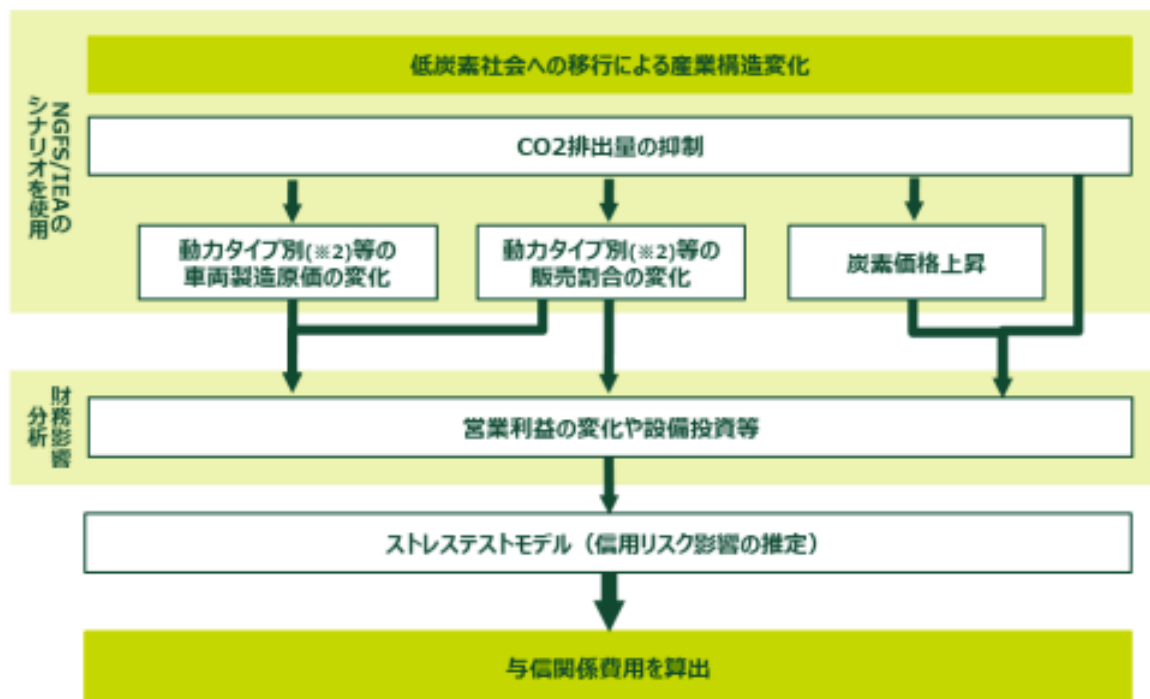 低炭素社会への移行による産業構造変化
NGFS/IEAの
シナリオを使用
CO2排出量の抑制
動力タイプ別(※2)等の
車両製造原価の変化
動力タイプ別(※2)等の
販売割合の変化
炭素価格上昇
財務影響
分析
営業利益の変化や設備投資等
ストレステストモデル（信用リスク影響の推定）
与信関係費用を算出